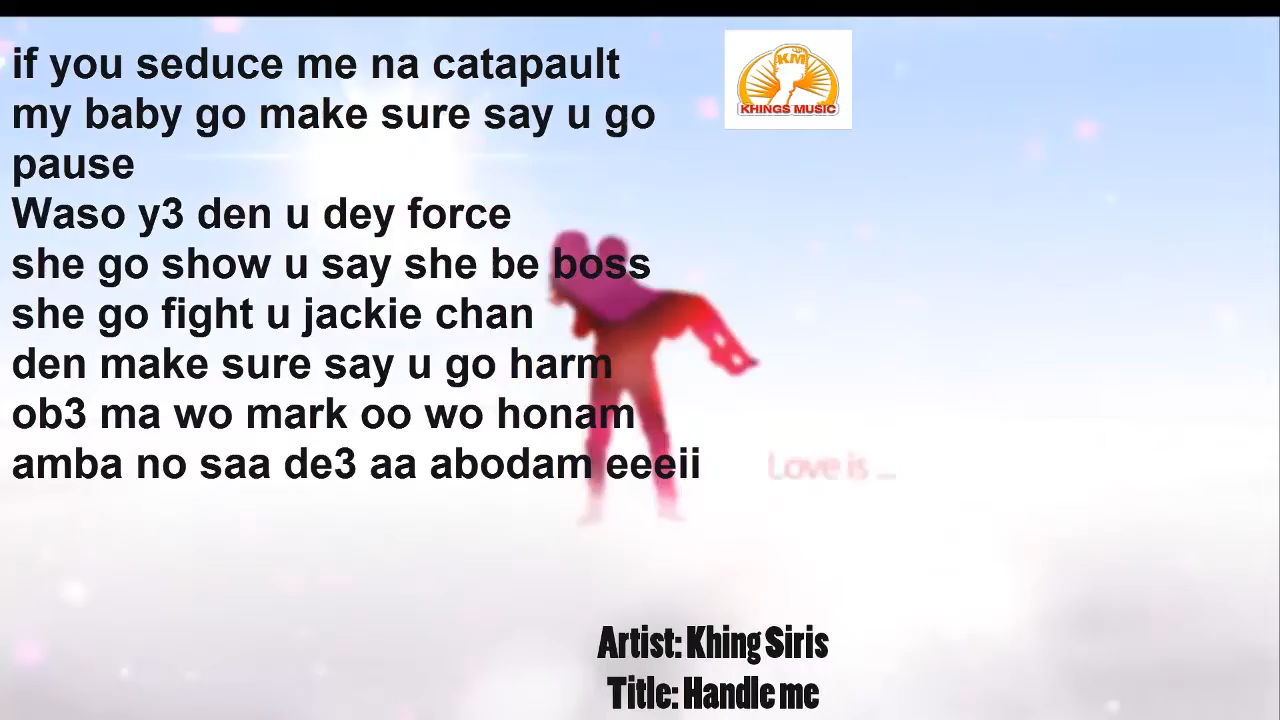 if you seduce me na catapault
my baby go make sure say u go
pause
Waso y3 den u dey force
she go show u say she be boss
she go fight u jackie chan
den make sure say u go harm
ob3 ma wo mark oo wo honam
amba no saa de3 aa abodam eeeii
KM
KHINGS MUSIC
Love is ...
Artist: Khing Siris
Title: Handle me